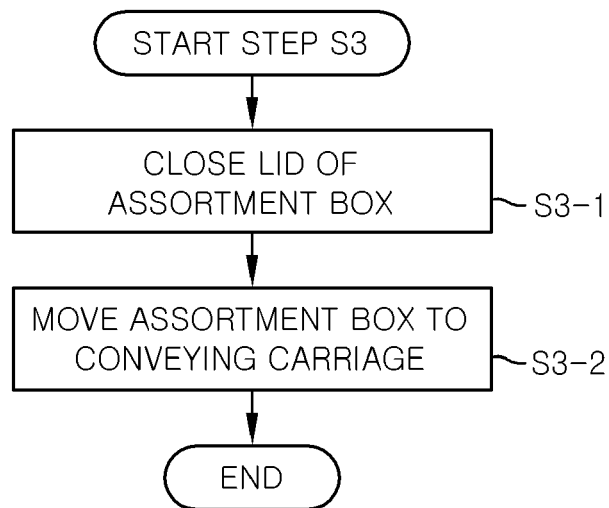 START STEP S3
CLOSE LID OF
ASSORTMENT BOX
S3-1
MOVE ASSORTMENT BOX TO
CONVEYING CARRIAGE
S3-2
END